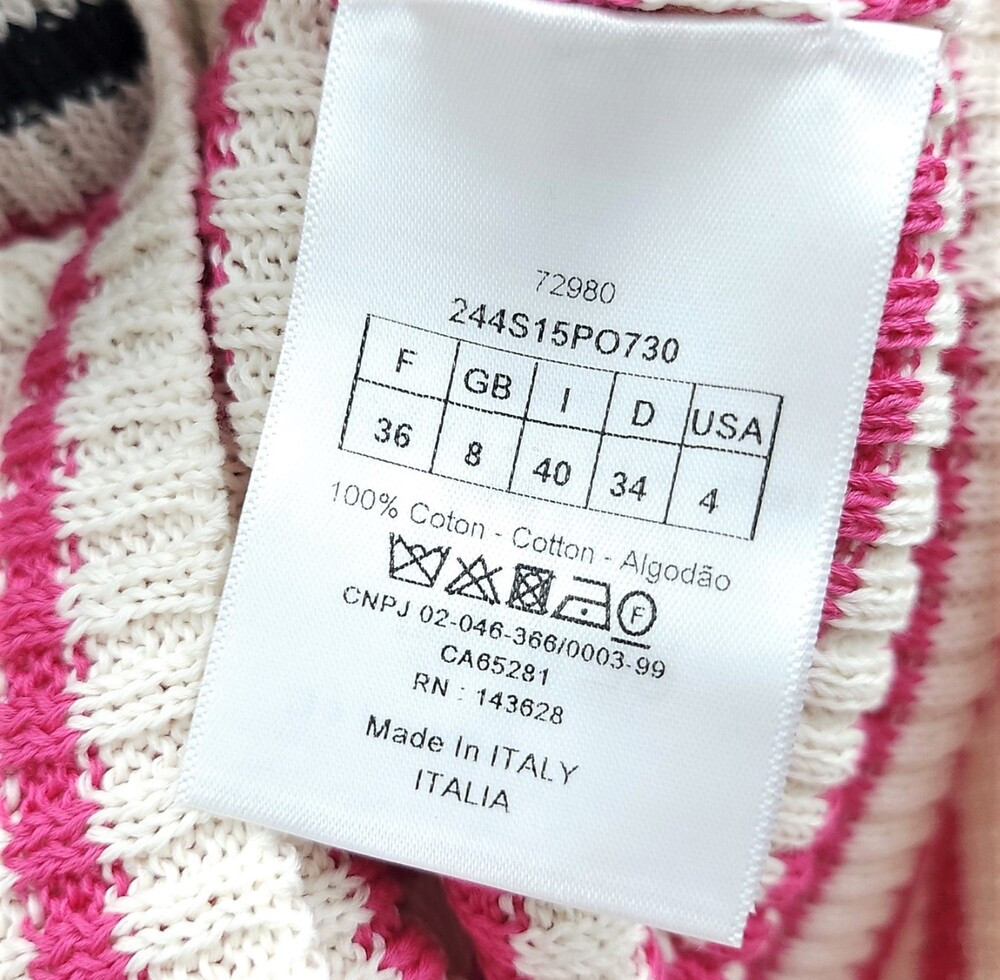 72980
244S15PO730
F GB I D USA
36 8 40 34 4
100% Coton - Cotton - Algodão
F
CNPJ 02-046-366/0003-99
CA65281
RN : 143628
Made In ITALY
ITALIA